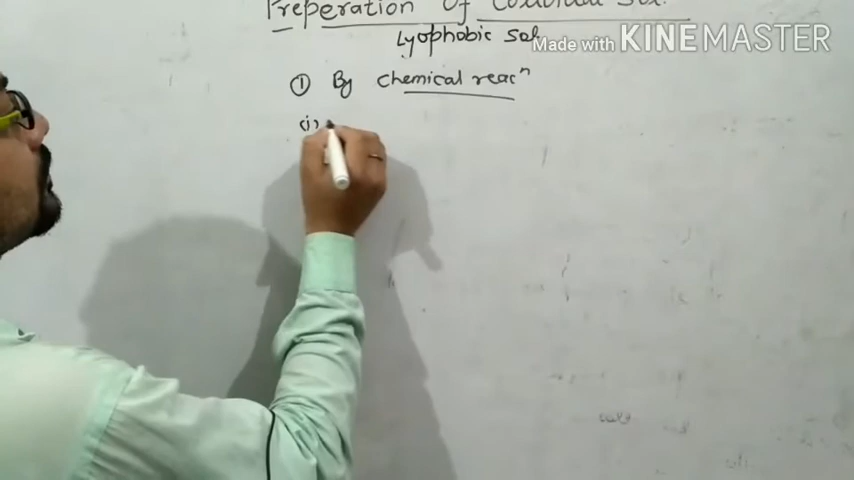 Preperation of Colloidal Sol.
Lyophobic Sol
Made with KINEMASTER
① By chemical reacⁿ
(i)